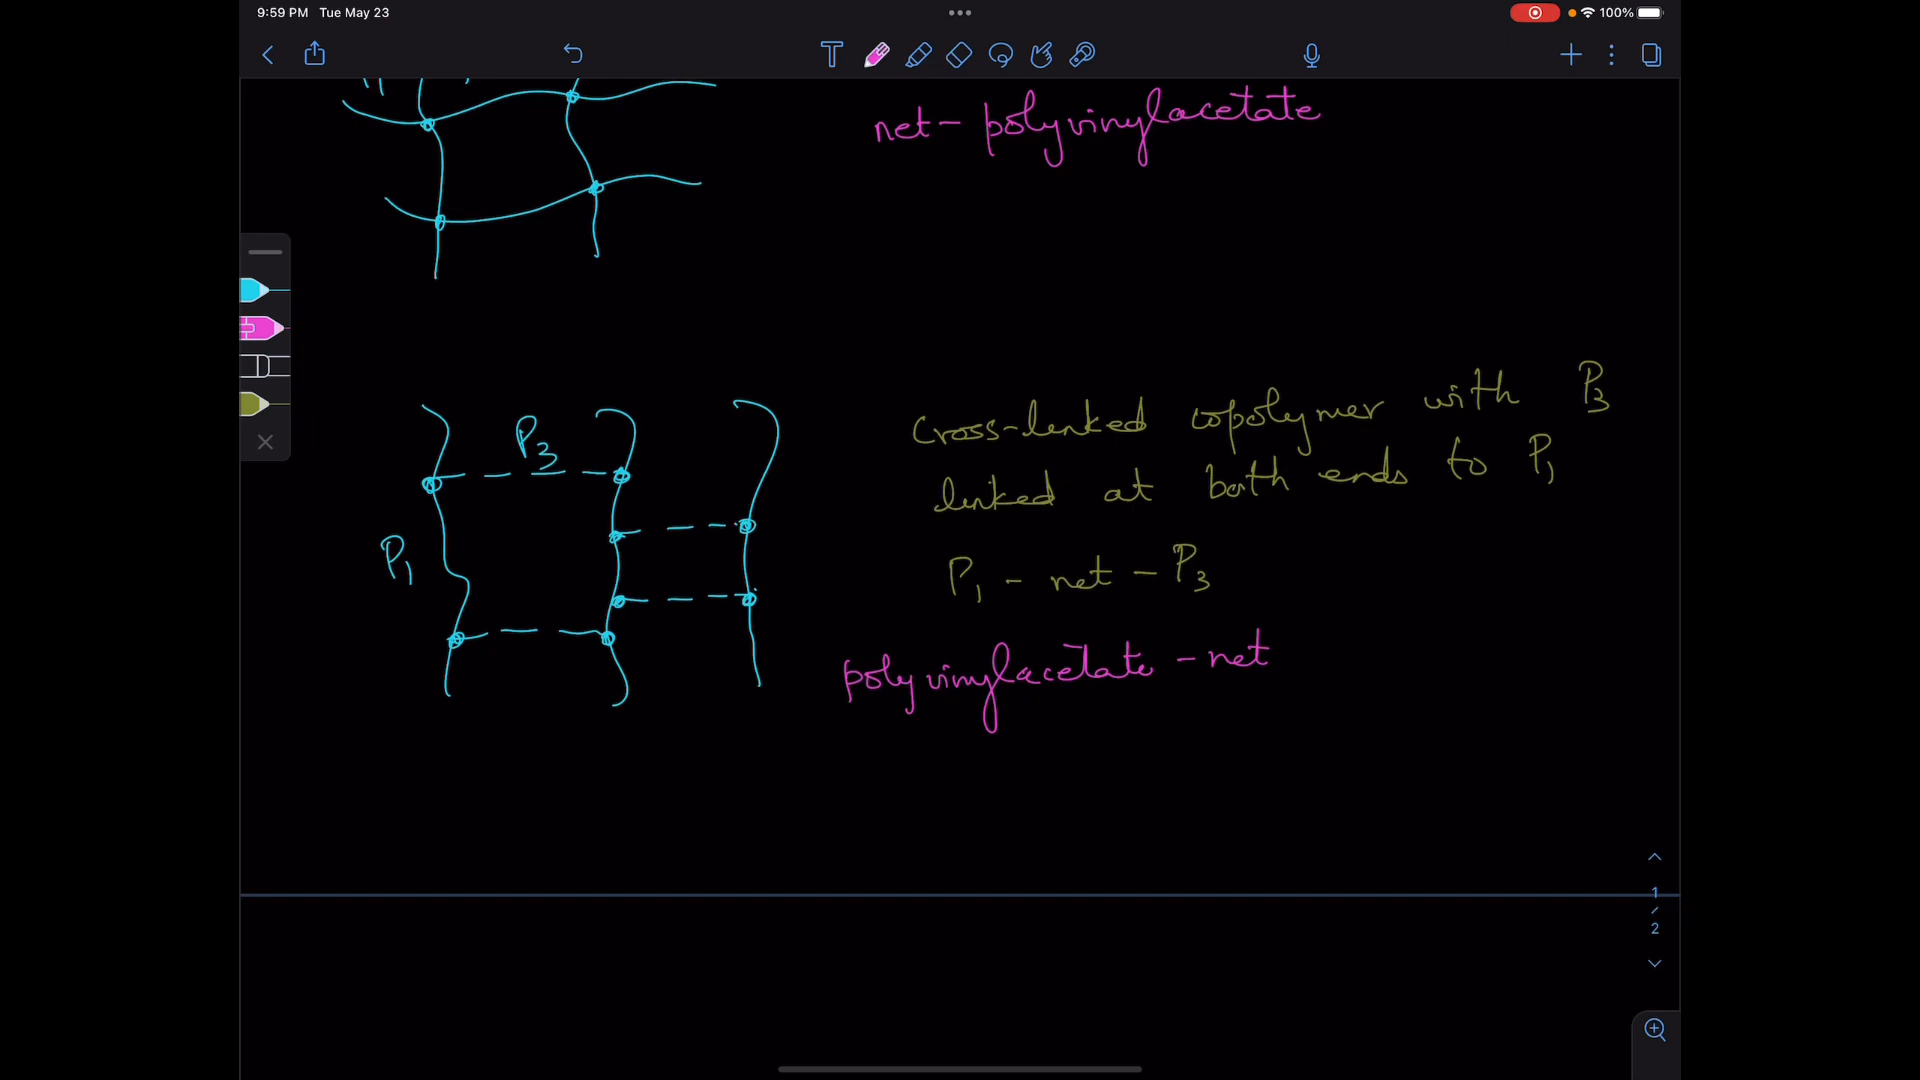 9:59 PM Tue May 23
100%
net- polyvinylacetate
P3
P1
Cross-linked copolymer with P3
linked at both ends to P1
P1 - net - P3
polyvinylacetate - net
1
/
2